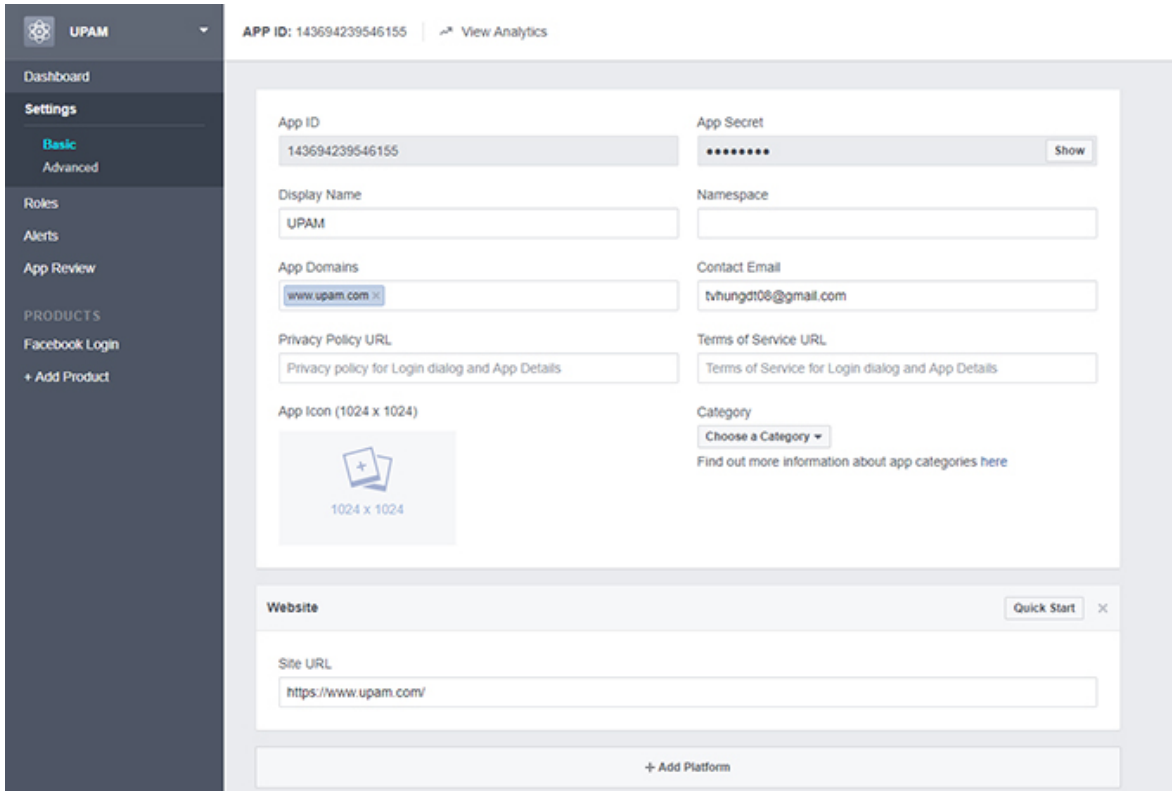 UPAM
APP ID: 143694239546155 View Analytics
Dashboard
Settings
Basic
Advanced
Roles
Alerts
App Review
PRODUCTS
Facebook Login
+ Add Product
App ID App Secret
143694239546155 •••••••• Show
Display Name Namespace
UPAM
App Domains Contact Email
www.upam.com × tvhungdt08@gmail.com
Privacy Policy URL Terms of Service URL
Privacy policy for Login dialog and App Details Terms of Service for Login dialog and App Details
App Icon (1024 x 1024) Category
Choose a Category
Find out more information about app categories here
1024 x 1024
Website Quick Start ×
Site URL
https://www.upam.com/
+ Add Platform